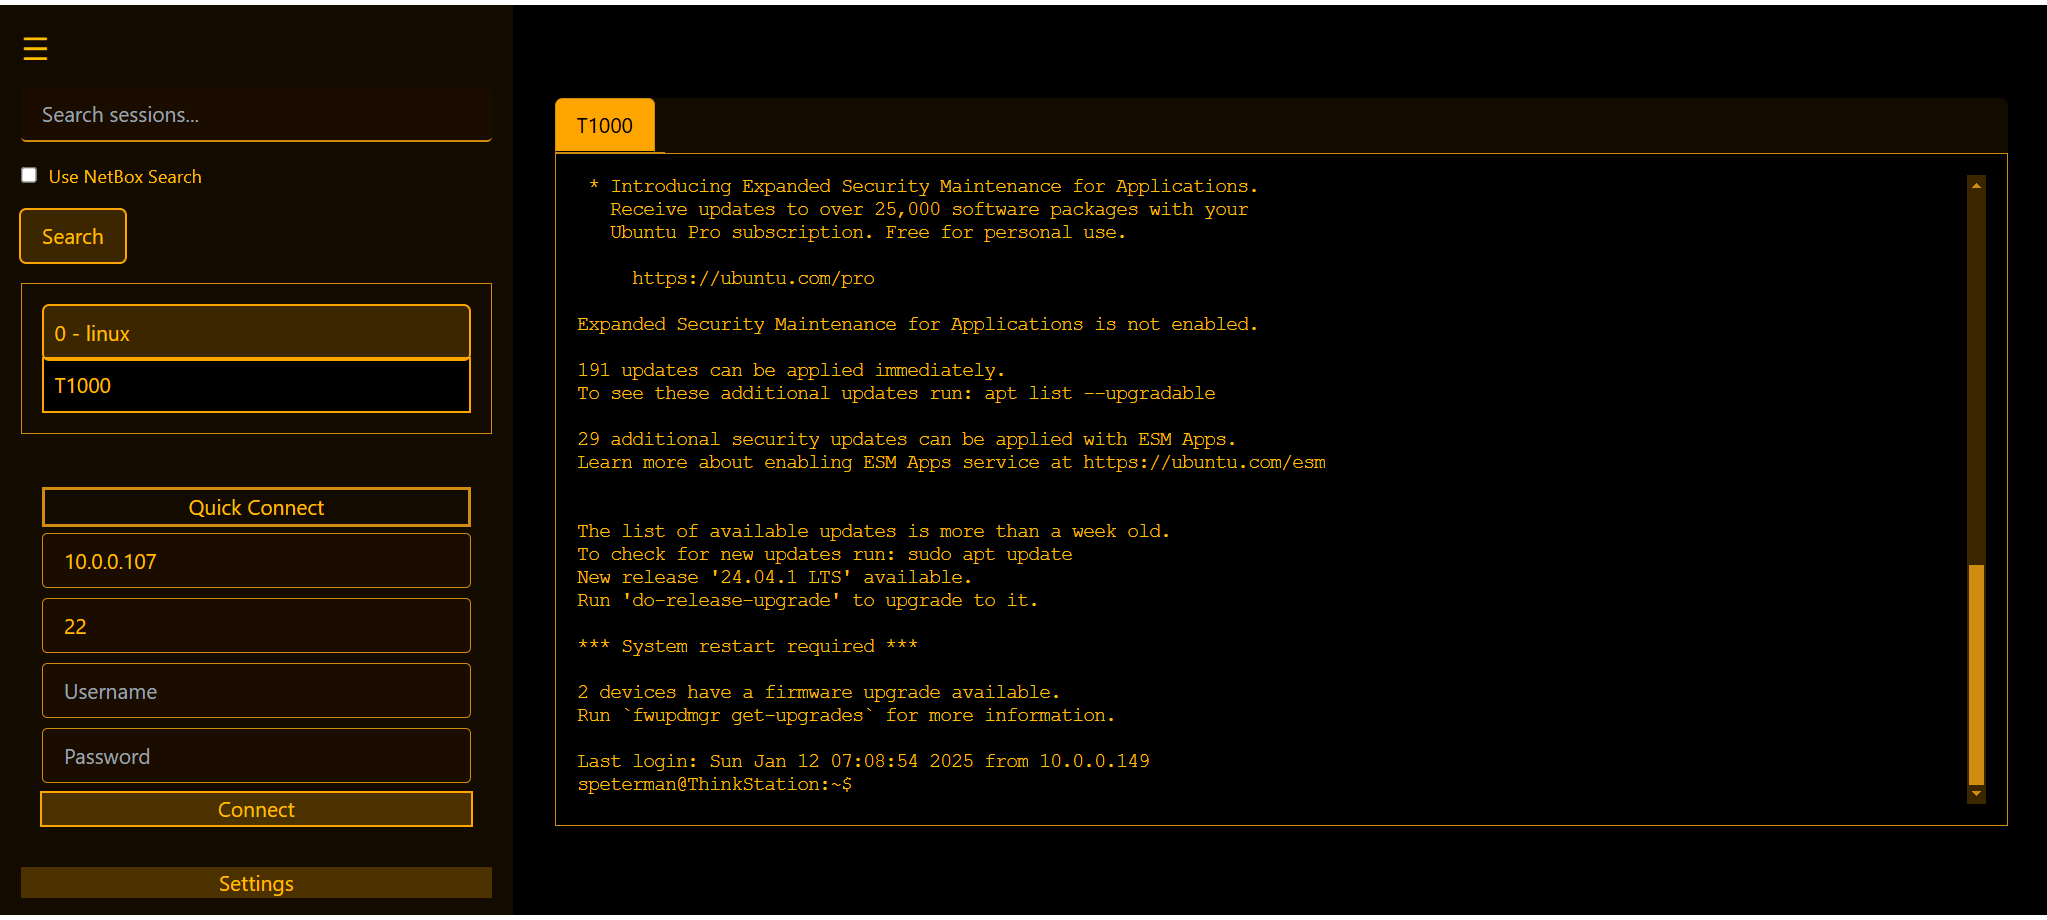 ☰
Search sessions...
Use NetBox Search
Search
0 - linux
T1000
Quick Connect
10.0.0.107
22
Username
Password
Connect
Settings
T1000
* Introducing Expanded Security Maintenance for Applications.
Receive updates to over 25,000 software packages with your
Ubuntu Pro subscription. Free for personal use.
https://ubuntu.com/pro
Expanded Security Maintenance for Applications is not enabled.
191 updates can be applied immediately.
To see these additional updates run: apt list --upgradable
29 additional security updates can be applied with ESM Apps.
Learn more about enabling ESM Apps service at https://ubuntu.com/esm
The list of available updates is more than a week old.
To check for new updates run: sudo apt update
New release '24.04.1 LTS' available.
Run 'do-release-upgrade' to upgrade to it.
*** System restart required ***
2 devices have a firmware upgrade available.
Run `fwupdmgr get-upgrades` for more information.
Last login: Sun Jan 12 07:08:54 2025 from 10.0.0.149
speterman@ThinkStation:~$